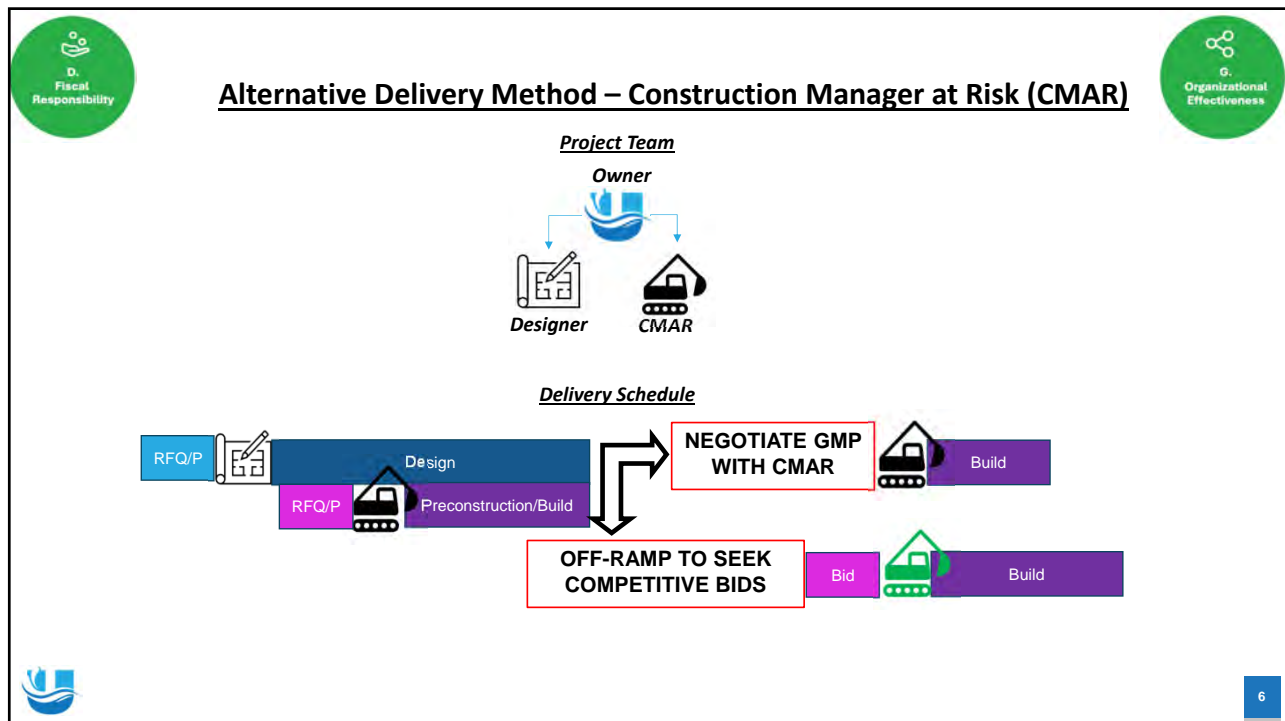 D.
Fiscal
Responsibility
G.
Organizational
Effectiveness
Alternative Delivery Method – Construction Manager at Risk (CMAR)
Project Team
Owner
Designer
CMAR
Delivery Schedule
RFQ/P
Design
RFQ/P
Preconstruction/Build
NEGOTIATE GMP
WITH CMAR
Build
OFF-RAMP TO SEEK
COMPETITIVE BIDS
Bid
Build
6